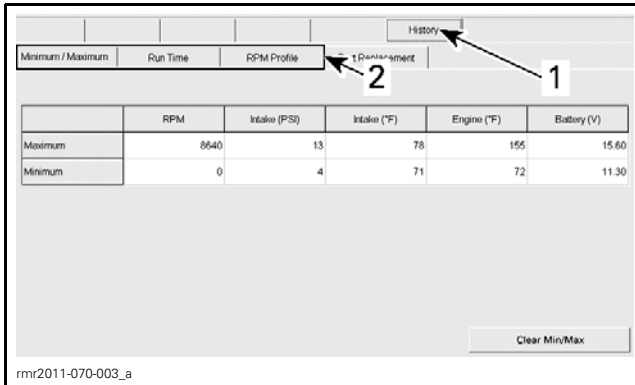 History
Minimum / Maximum Run Time RPM Profile Replacement
2 1
RPM Intake (PSI) Intake (°F) Engine (°F) Battery (V)
Maximum 8640 13 78 155 15.60
Minimum 0 4 71 72 11.30
Clear Min/Max
rmr2011-070-003_a